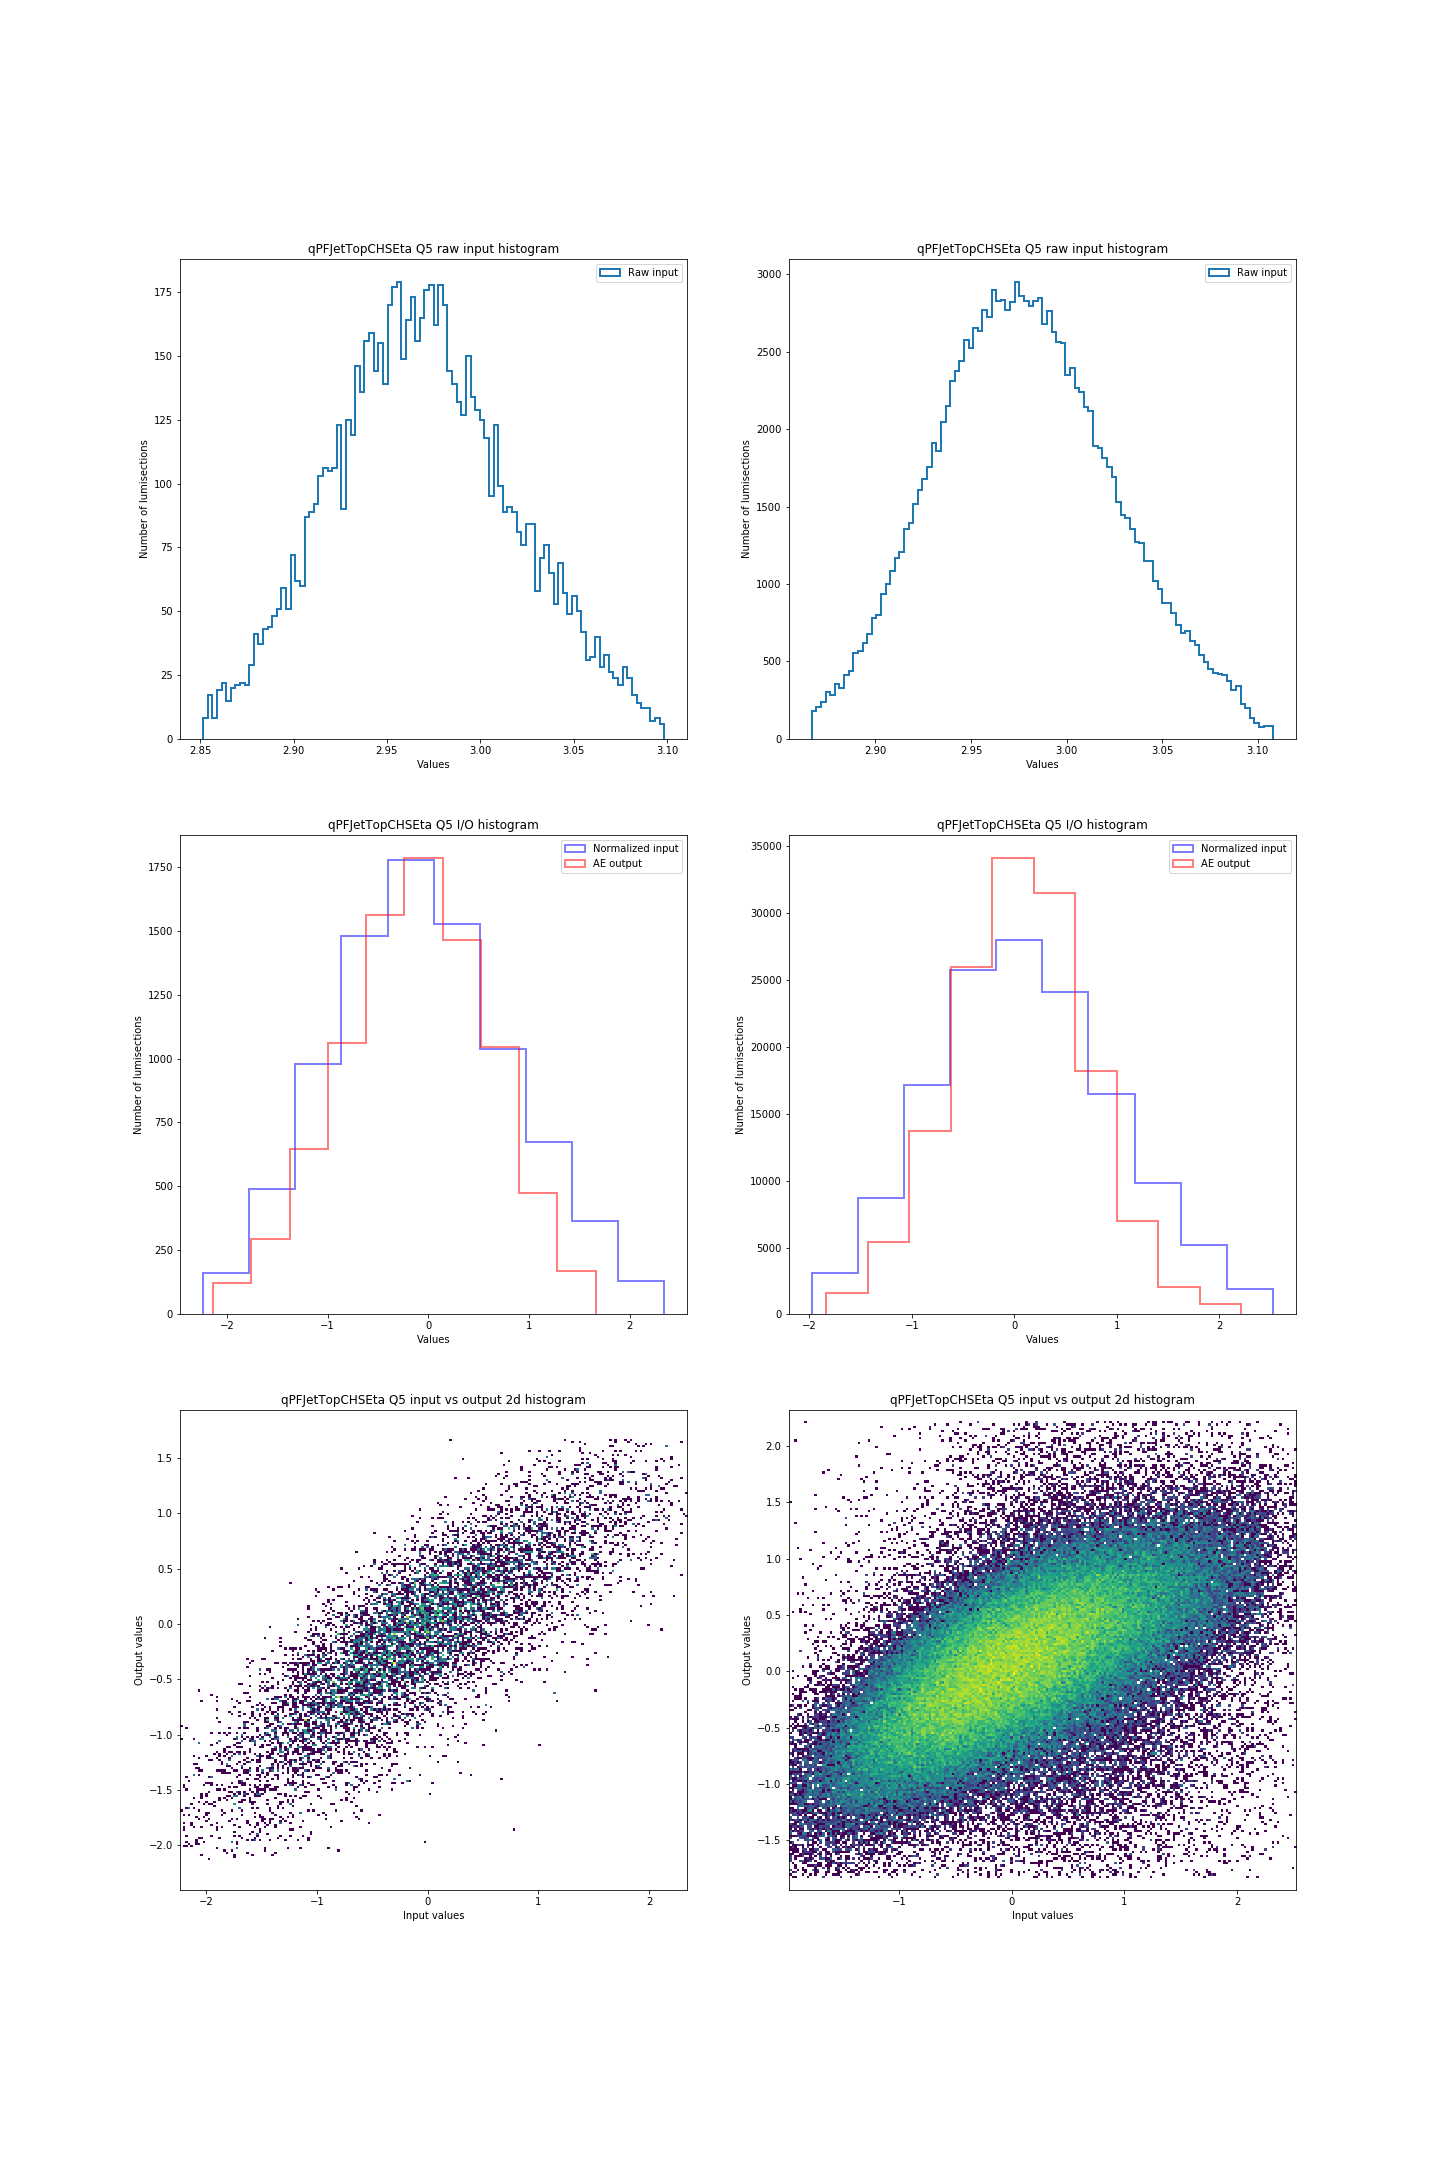 qPFJetTopCHSEta Q5 raw input histogram
Raw input
175
150
125
100
75
50
25
0
Number of lumisections
2.85 2.90 2.95 3.00 3.05 3.10
Values
qPFJetTopCHSEta Q5 raw input histogram
Raw input
3000
2500
2000
1500
1000
500
0
Number of lumisections
2.90 2.95 3.00 3.05 3.10
Values
qPFJetTopCHSEta Q5 I/O histogram
Normalized input
AE output
1750
1500
1250
1000
750
500
250
0
Number of lumisections
−2 −1 0 1 2
Values
qPFJetTopCHSEta Q5 I/O histogram
Normalized input
AE output
35000
30000
25000
20000
15000
10000
5000
0
Number of lumisections
−2 −1 0 1 2
Values
qPFJetTopCHSEta Q5 input vs output 2d histogram
1.5
1.0
0.5
0.0
−0.5
−1.0
−1.5
−2.0
Output values
−2 −1 0 1 2
Input values
qPFJetTopCHSEta Q5 input vs output 2d histogram
2.0
1.5
1.0
0.5
0.0
−0.5
−1.0
−1.5
Output values
−1 0 1 2
Input values